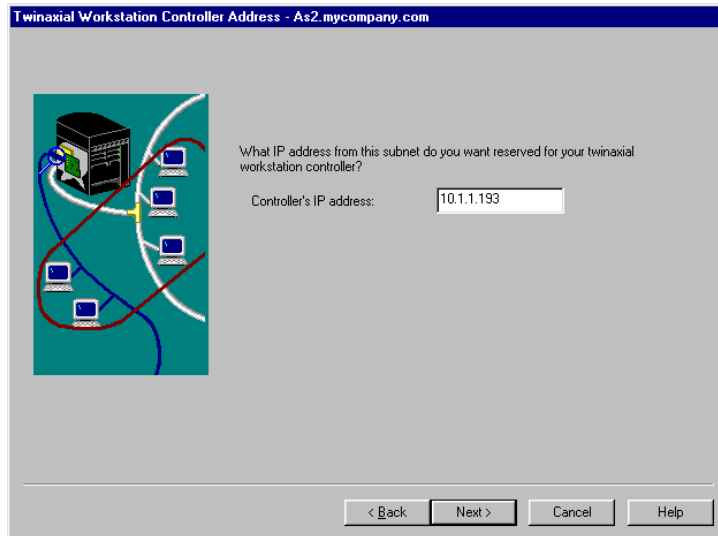 Twinaxial Workstation Controller Address - As2.mycompany.com
What IP address from this subnet do you want reserved for your twinaxial
workstation controller?
Controller's IP address: 10.1.1.193
< Back Next > Cancel Help